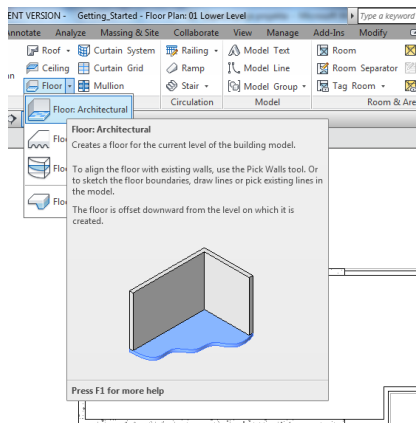 ENT VERSION - Getting_Started - Floor Plan: 01 Lower Level
Type a keyword
nnotate Analyze Massing & Site Collaborate View Manage Add-Ins Modify
Roof Curtain System Railing Model Text Room
Ceiling Curtain Grid Ramp Model Line Room Separator
Floor Mullion Stair Model Group Tag Room
Circulation Model Room & Are
Floor: Architectural
Floor: Architectural
Creates a floor for the current level of the building model.
To align the floor with existing walls, use the Pick Walls tool. Or
to sketch the floor boundaries, draw lines or pick existing lines in
the model.
The floor is offset downward from the level on which it is
created.
Floo
Floo
Floo
Press F1 for more help